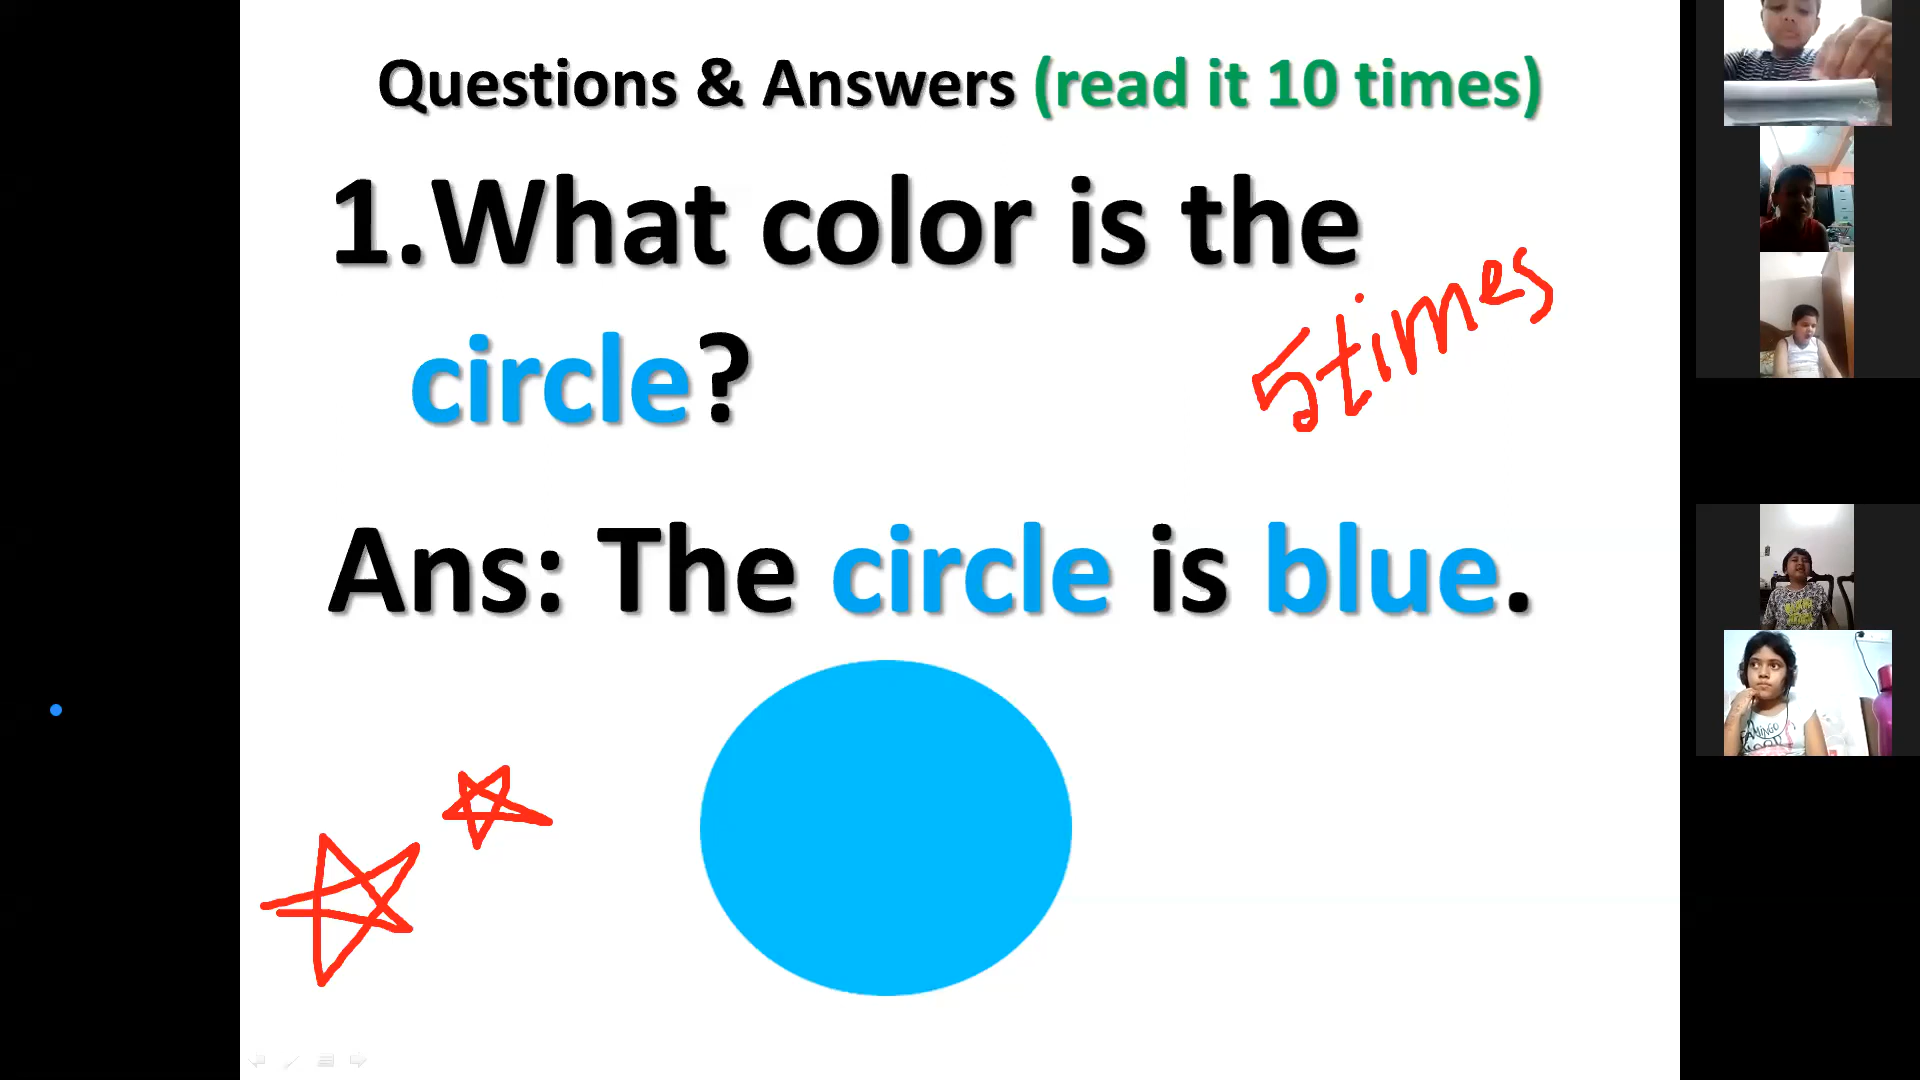 Questions & Answers (read it 10 times)
1.What color is the
circle?
5times
Ans: The circle is blue.